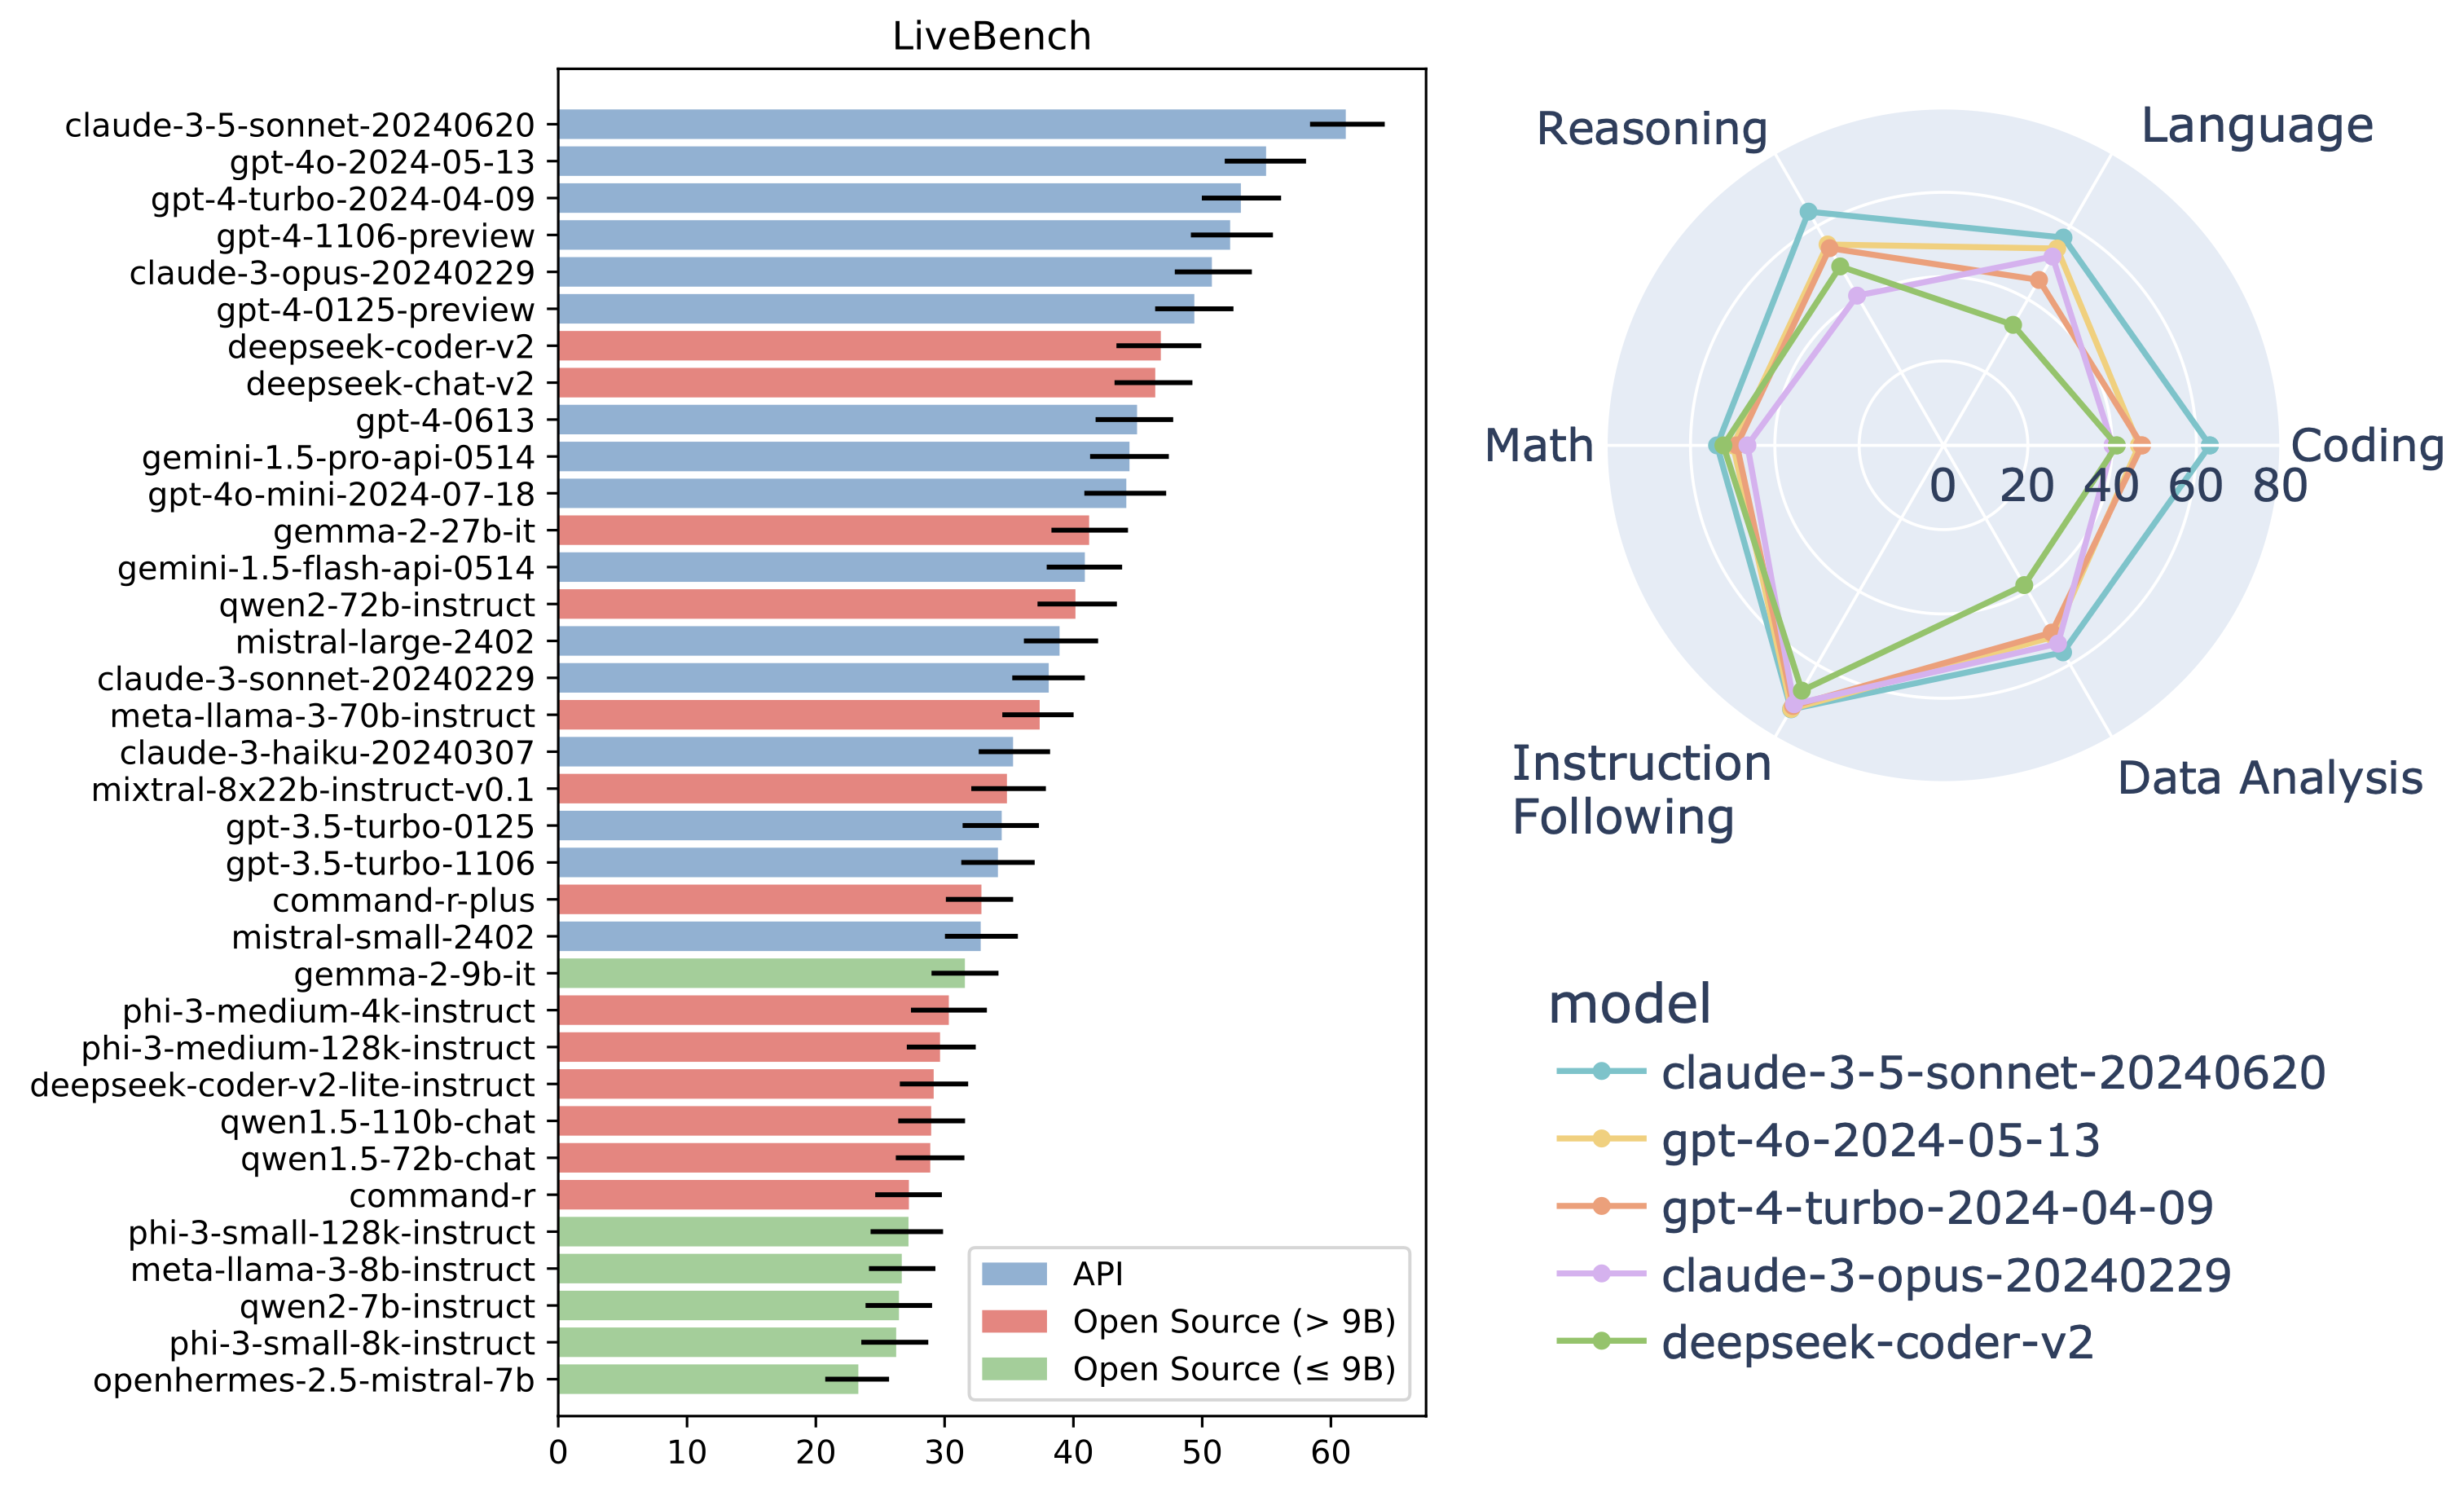 LiveBench
claude-3-5-sonnet-20240620
gpt-4o-2024-05-13
gpt-4-turbo-2024-04-09
gpt-4-1106-preview
claude-3-opus-20240229
gpt-4-0125-preview
deepseek-coder-v2
deepseek-chat-v2
gpt-4-0613
gemini-1.5-pro-api-0514
gpt-4o-mini-2024-07-18
gemma-2-27b-it
gemini-1.5-flash-api-0514
qwen2-72b-instruct
mistral-large-2402
claude-3-sonnet-20240229
meta-llama-3-70b-instruct
claude-3-haiku-20240307
mixtral-8x22b-instruct-v0.1
gpt-3.5-turbo-0125
gpt-3.5-turbo-1106
command-r-plus
mistral-small-2402
gemma-2-9b-it
phi-3-medium-4k-instruct
phi-3-medium-128k-instruct
deepseek-coder-v2-lite-instruct
qwen1.5-110b-chat
qwen1.5-72b-chat
command-r
phi-3-small-128k-instruct
meta-llama-3-8b-instruct
qwen2-7b-instruct
phi-3-small-8k-instruct
openhermes-2.5-mistral-7b
0 10 20 30 40 50 60
API
Open Source (> 9B)
Open Source (≤ 9B)
Reasoning
Language
Math
Coding
0 20 40 60 80
Instruction
Following
Data Analysis
model
claude-3-5-sonnet-20240620
gpt-4o-2024-05-13
gpt-4-turbo-2024-04-09
claude-3-opus-20240229
deepseek-coder-v2